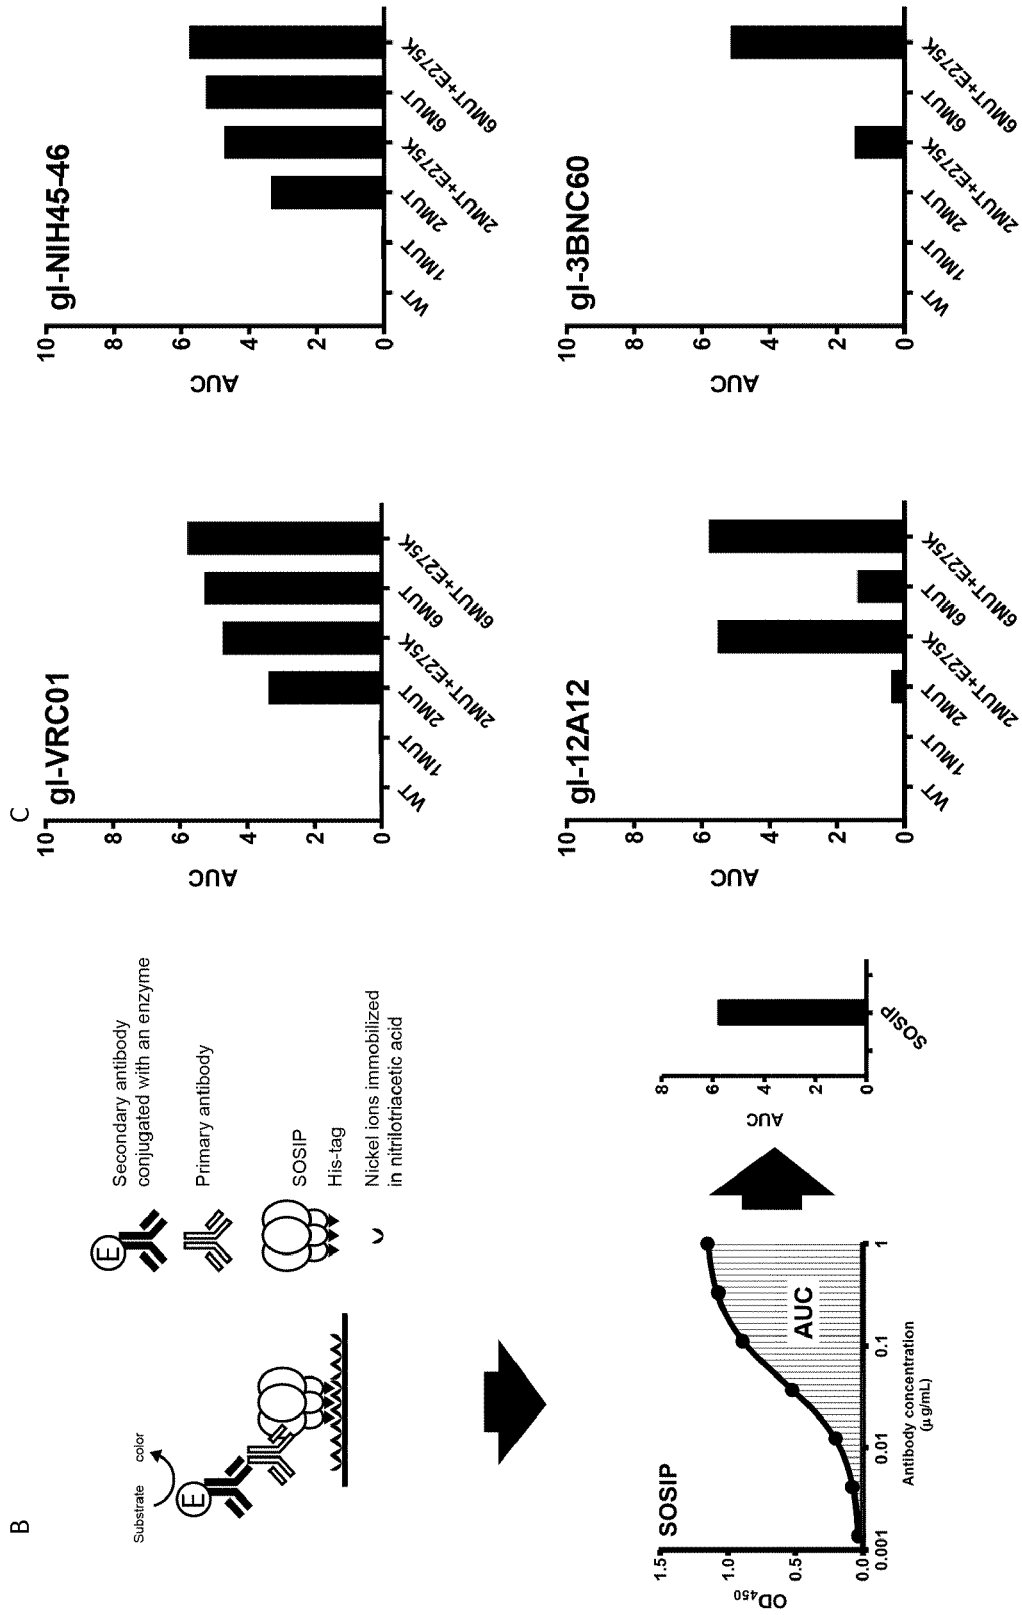 B
Substrate
color
E
E
Secondary antibody
conjugated with an enzyme
Primary antibody
SOSIP
His-tag
Nickel ions immobilized
in nitrilotriacetic acid
SOSIP
OD450
1.5
1.0
0.5
0.0
0.001
0.01
0.1
1
AUC
Antibody concentration
(μ g/mL)
AUC
8
6
4
2
0
SOSIP
C
gl-VRC01
AUC
10
8
6
4
2
0
WT
1MUT
2MUT
2MUT+E275K
6MUT
6MUT+E275K
gl-NIH45-46
AUC
10
8
6
4
2
0
WT
1MUT
2MUT
2MUT+E275K
6MUT
6MUT+E275K
gl-12A12
AUC
10
8
6
4
2
0
WT
1MUT
2MUT
2MUT+E275K
6MUT
6MUT+E275K
gl-3BNC60
AUC
10
8
6
4
2
0
WT
1MUT
2MUT
2MUT+E275K
6MUT
6MUT+E275K